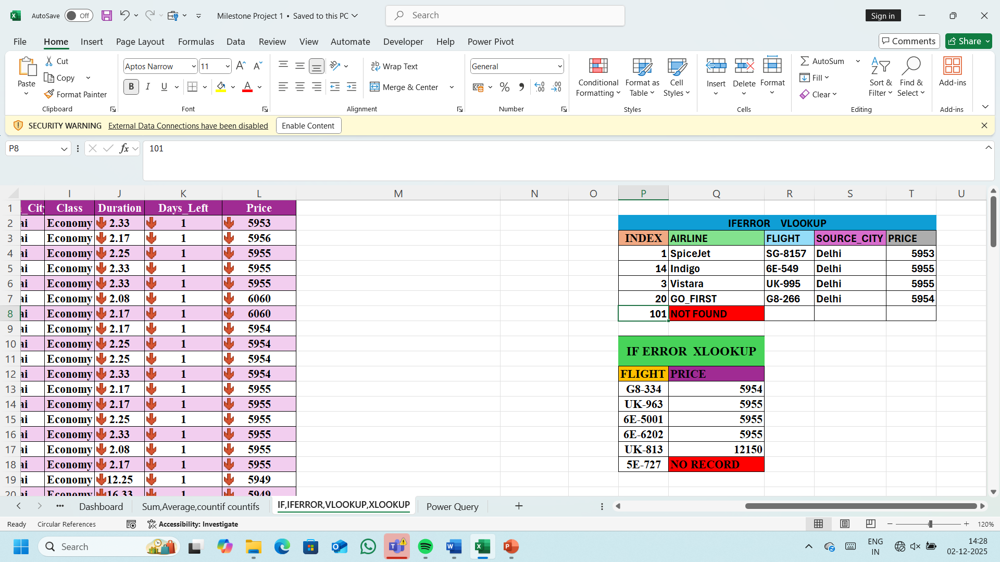 AutoSave Off Milestone Project 1 • Saved to this PC Search Sign in
File Home Insert Page Layout Formulas Data Review View Automate Developer Help Power Pivot Comments Share
Paste Cut Copy Format Painter Clipboard
Aptos Narrow 11 B I U A Font
Wrap Text Merge & Center Alignment
General % Number
Conditional Formatting Format as Table Cell Styles Styles
Insert Delete Format Cells
AutoSum Fill Clear Sort & Filter Find & Select Editing
Add-ins Add-ins
SECURITY WARNING External Data Connections have been disabled Enable Content
P8 fx 101
I J K L M N O P Q R S T U
1 _City Class Duration Days_Left Price
2 ai Economy 2.33 1 5953 IFERROR VLOOKUP
3 ai Economy 2.17 1 5956 INDEX AIRLINE FLIGHT SOURCE_CITY PRICE
4 ai Economy 2.25 1 5955 1 SpiceJet SG-8157 Delhi 5953
5 ai Economy 2.33 1 5955 14 Indigo 6E-549 Delhi 5955
6 ai Economy 2.33 1 5955 3 Vistara UK-995 Delhi 5955
7 ai Economy 2.08 1 6060 20 GO_FIRST G8-266 Delhi 5954
8 ai Economy 2.17 1 6060 101 NOT FOUND
9 ai Economy 2.17 1 5954
10 ai Economy 2.25 1 5954
11 ai Economy 2.25 1 5954 IF ERROR XLOOKUP
12 ai Economy 2.33 1 5954 FLIGHT PRICE
13 ai Economy 2.17 1 5955 G8-334 5954
14 ai Economy 2.17 1 5955 UK-963 5955
15 ai Economy 2.25 1 5955 6E-5001 5955
16 ai Economy 2.33 1 5955 6E-6202 5955
17 ai Economy 2.08 1 5955 UK-813 12150
18 ai Economy 2.17 1 5955 5E-727 NO RECORD
19 ai Economy 12.25 1 5949
20 ai Economy 16.33 1 5949
Dashboard Sum,Average,countif countifs IF,IFERROR,VLOOKUP,XLOOKUP Power Query
Ready Circular References Accessibility: Investigate 120%
Search ENG IN 14:28 02-12-2025